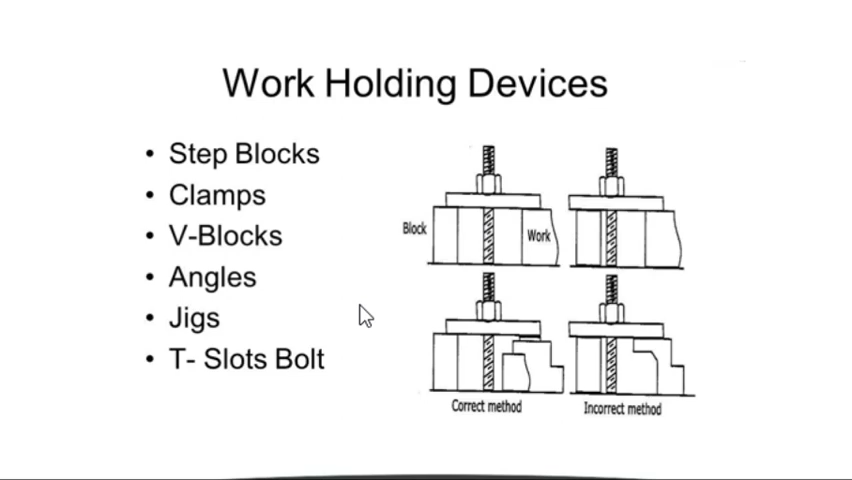 Work Holding Devices
• Step Blocks
• Clamps
• V-Blocks
• Angles
• Jigs
• T- Slots Bolt
Block
Work
Correct method
Incorrect method